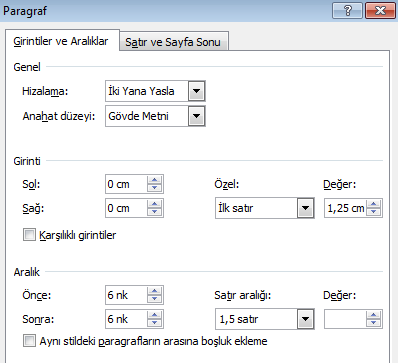 Paragraf
Girintiler ve Aralıklar Satır ve Sayfa Sonu
Genel
Hizalama: İki Yana Yasla
Anahat düzeyi: Gövde Metni
Girinti
Sol: 0 cm Özel: Değer:
Sağ: 0 cm İlk satır 1,25 cm
Karşılıklı girintiler
Aralık
Önce: 6 nk Satır aralığı: Değer:
Sonra: 6 nk 1,5 satır
Aynı stildeki paragrafların arasına boşluk ekleme